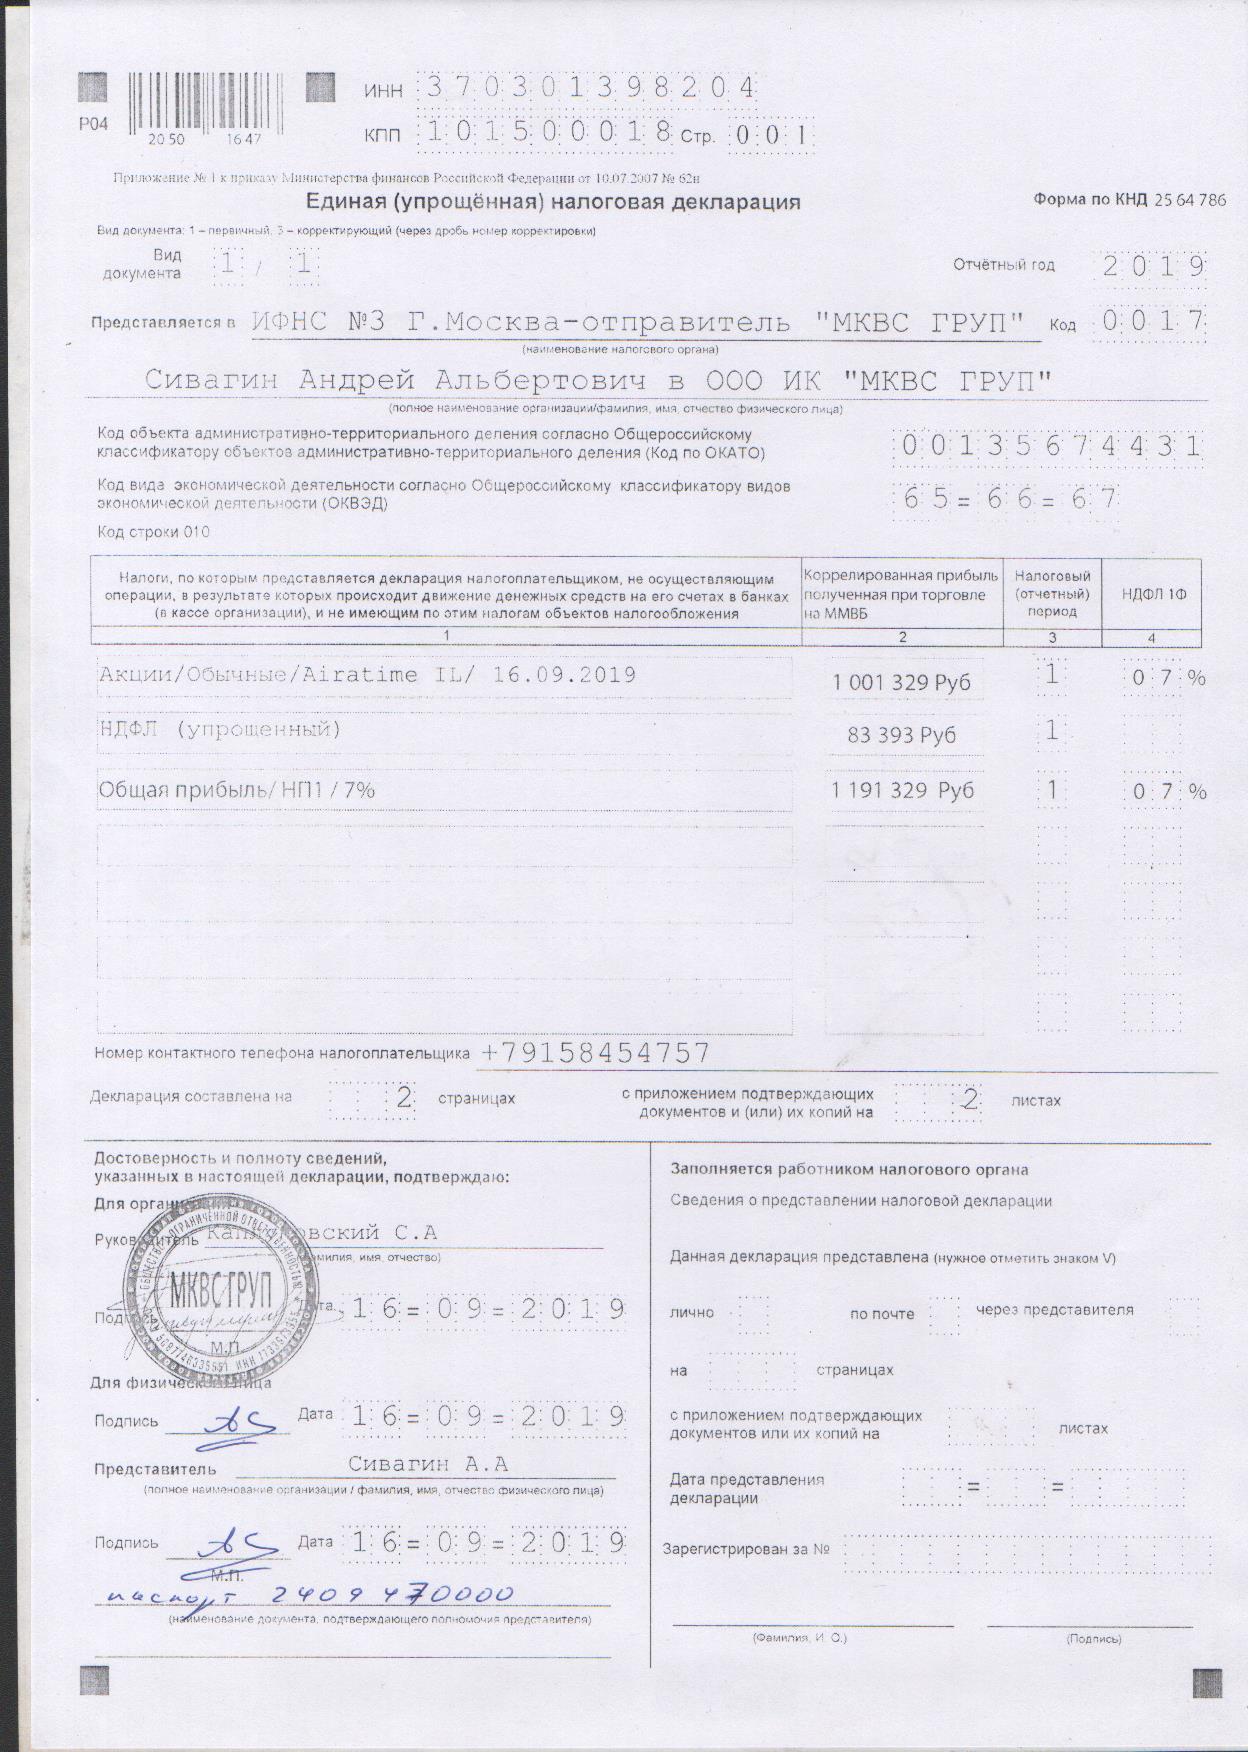 ИНН 370301398204
P04
2050 1647
КПП 101500018 Стр. 001
Приложение № 1 к приказу Министерства финансов Российской Федерации от 10.07.2007 № 62н
Единая (упрощённая) налоговая декларация
Форма по КНД 25 64 786
Вид документа: 1 – первичный, 3 – корректирующий (через дробь номер корректировки)
Вид документа 1 / 1
Отчётный год 2019
Представляется в ИФНС №3 Г.Москва-отправитель "МКВС ГРУП" Код 0017
(наименование налогового органа)
Сивагин Андрей Альбертович в ООО ИК "МКВС ГРУП"
(полное наименование организации/фамилия, имя, отчество физического лица)
Код объекта административно-территориального деления согласно Общероссийскому
классификатору объектов административно-территориального деления (Код по ОКАТО) 00135674431
Код вида экономической деятельности согласно Общероссийскому классификатору видов
экономической деятельности (ОКВЭД) 65=66=67
Код строки 010
Налоги, по которым представляется декларация налогоплательщиком, не осуществляющим
операции, в результате которых происходит движение денежных средств на его счетах в банках
(в кассе организации), и не имеющим по этим налогам объектов налогообложения
Коррелированная прибыль
полученная при торговле
на ММВБ
Налоговый
(отчетный)
период
НДФЛ 1Ф
1 2 3 4
Акции/Обычные/Airatime IL/ 16.09.2019 1 001 329 Руб 1 07 %
НДФЛ (упрощенный) 83 393 Руб 1
Общая прибыль/ НП1 / 7% 1 191 329 Руб 1 07 %
Номер контактного телефона налогоплательщика +79158454757
Декларация составлена на 2 страницах
с приложением подтверждающих
документов и (или) их копий на 2 листах
Достоверность и полноту сведений,
указанных в настоящей декларации, подтверждаю:
Для
Руководитель С.А
отчество)
МКВС ГРУП
16=09=2019
М.П.
Для физического лица
Подпись АС Дата 16=09=2019
Представитель Сивагин А.А
(полное наименование организации / фамилия, имя, отчество физического лица)
Подпись АС Дата 16=09=2019
М.П.
паспорт 2409 470000
(наименование документа, подтверждающего полномочия представителя)
Заполняется работником налогового органа
Сведения о представлении налоговой декларации
Данная декларация представлена (нужное отметить знаком V)
лично по почте через представителя
на страницах
с приложением подтверждающих
документов или их копий на листах
Дата представления
декларации = =
Зарегистрирован за №
(Фамилия, И. О.) (Подпись)